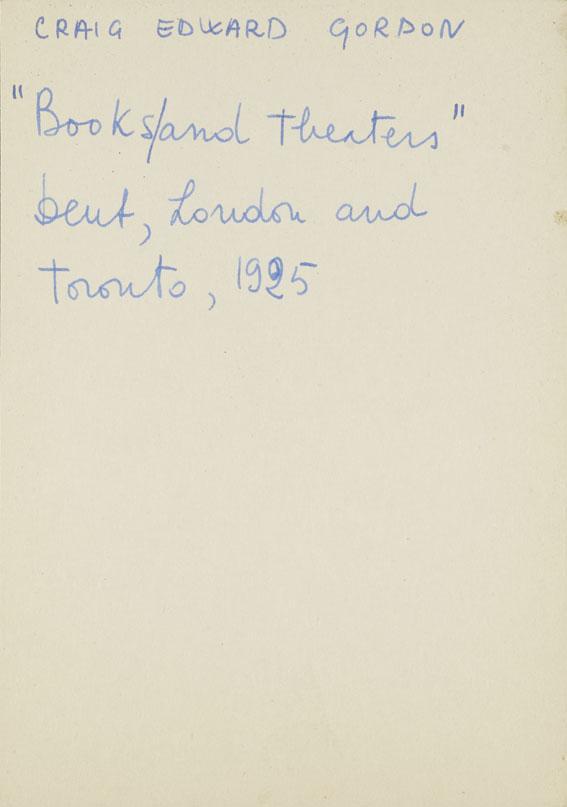 CRAIG EDWARD GORDON
"Books/and theaters"
Dent, London and
Toronto, 1925